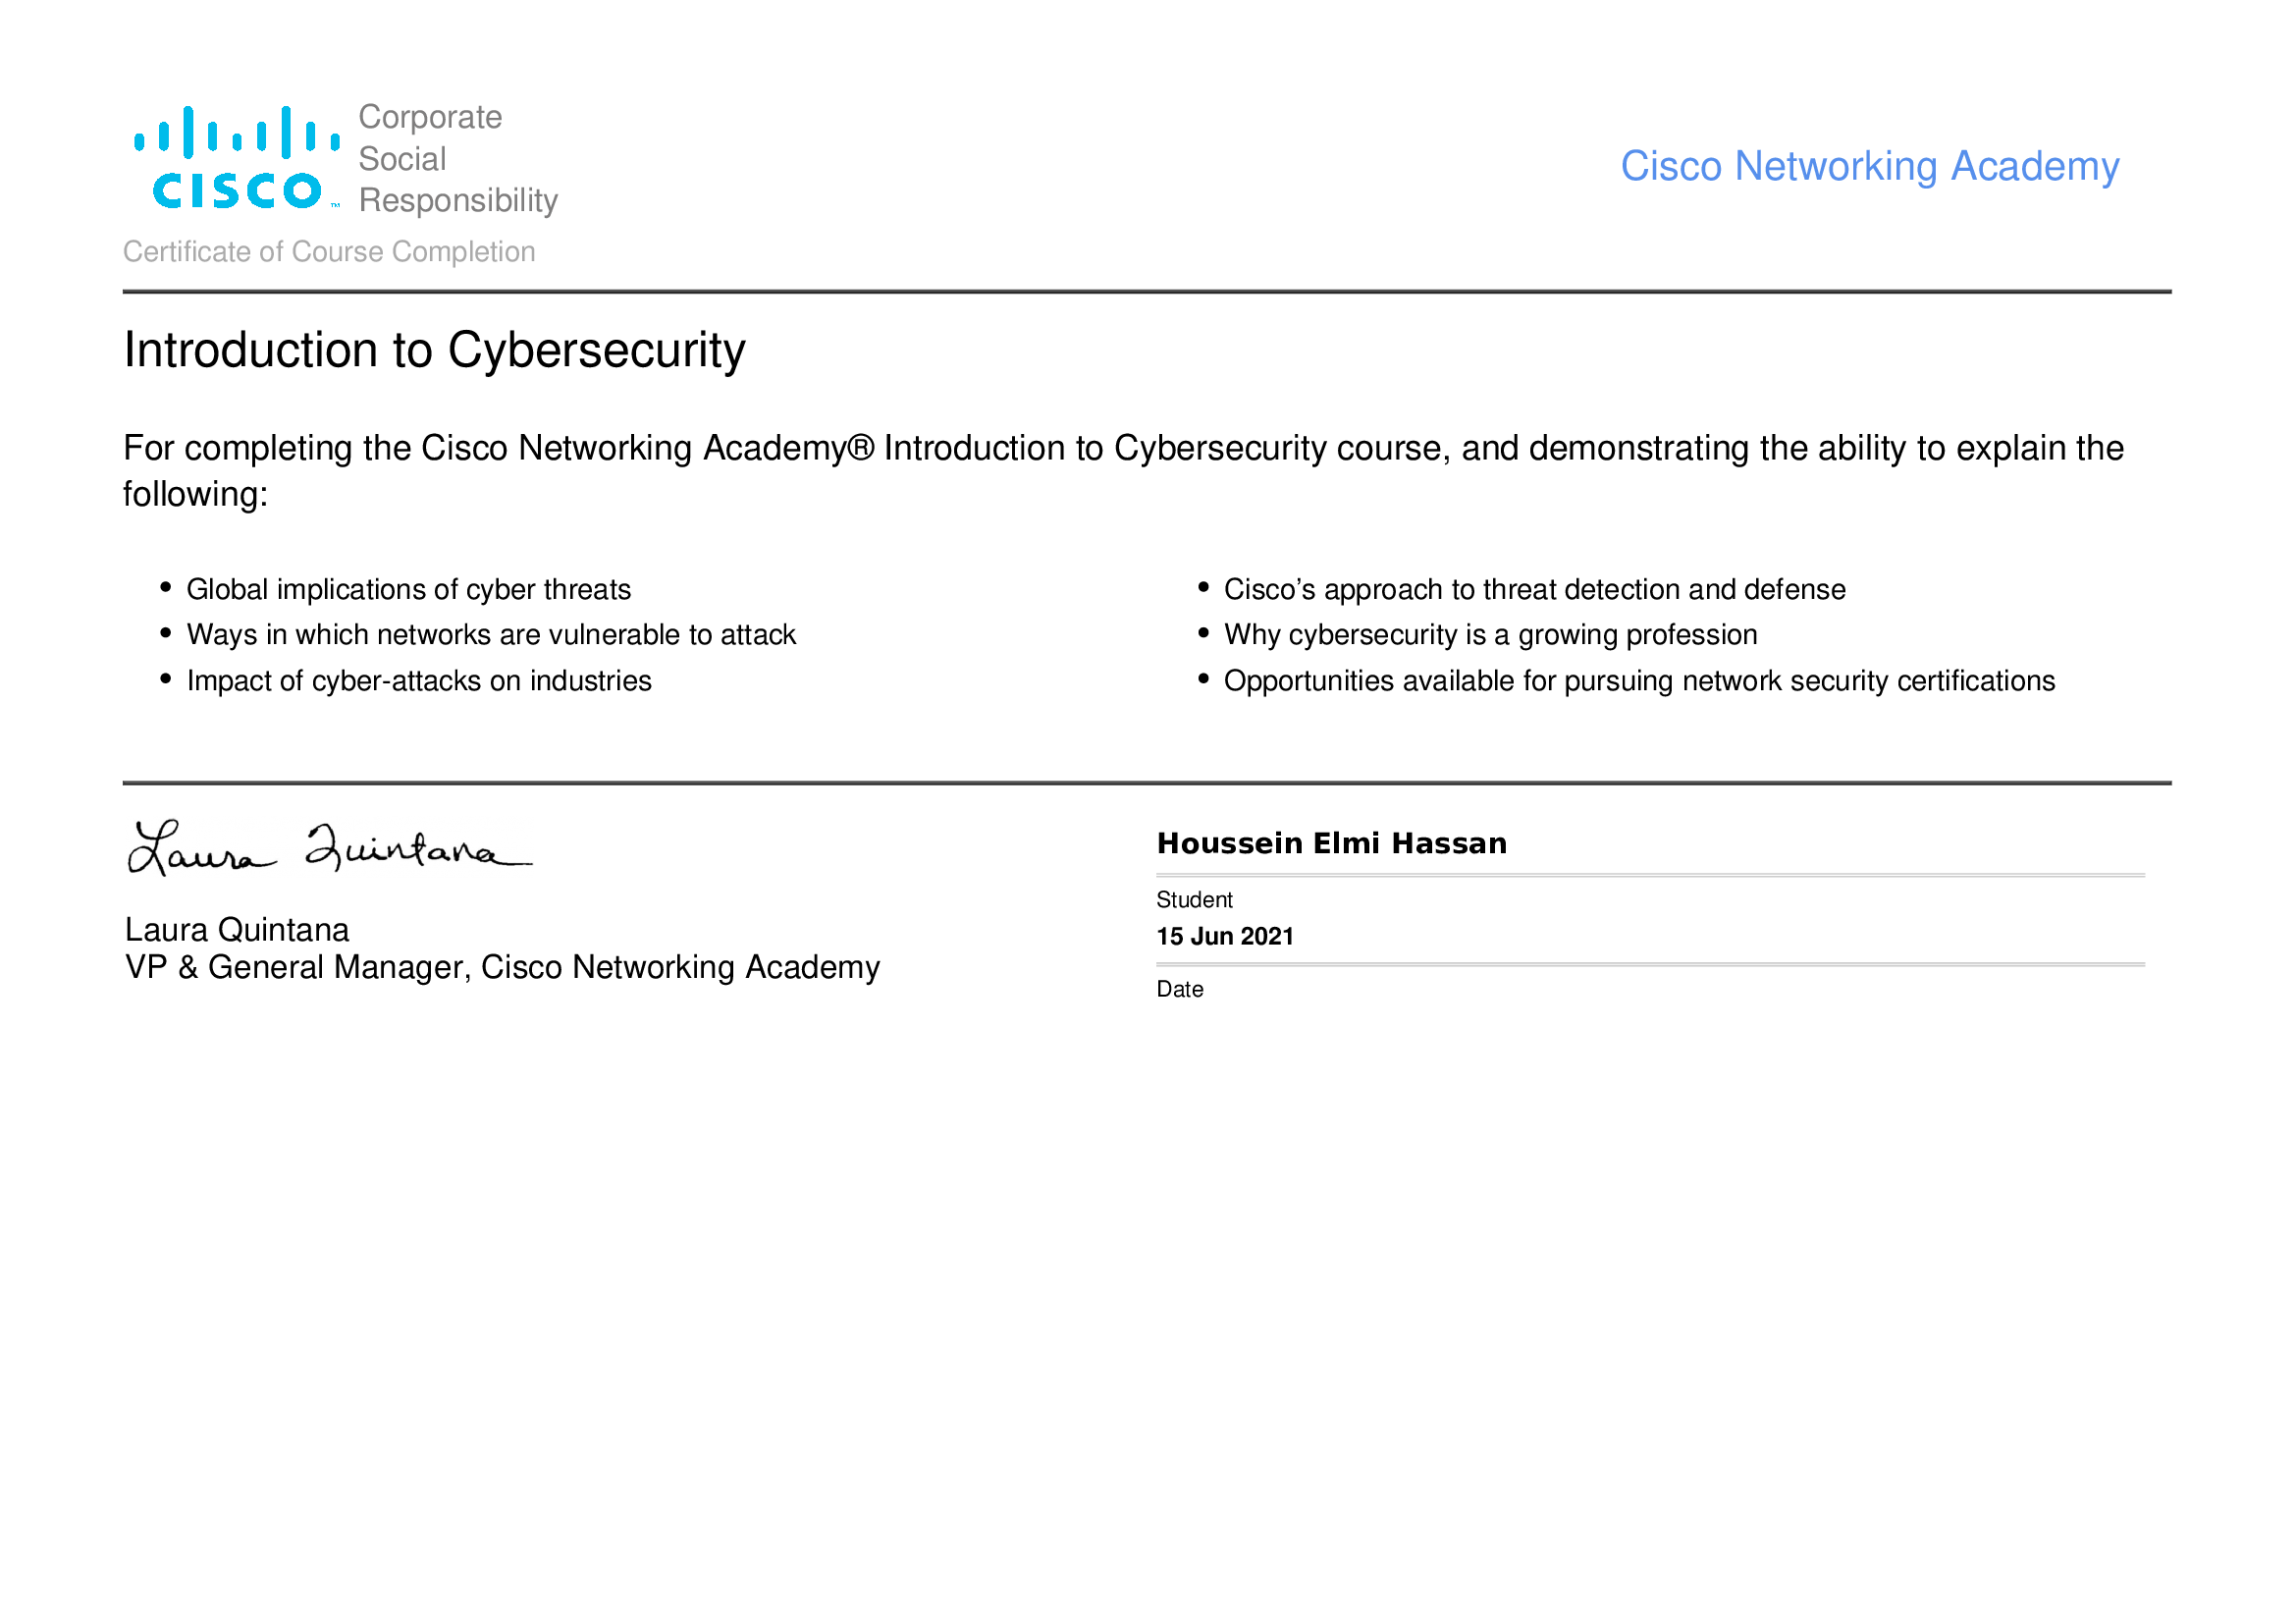 CISCO™
Corporate
Social
Responsibility
Cisco Networking Academy
Certificate of Course Completion
Introduction to Cybersecurity
For completing the Cisco Networking Academy® Introduction to Cybersecurity course, and demonstrating the ability to explain the
following:
• Global implications of cyber threats
• Ways in which networks are vulnerable to attack
• Impact of cyber-attacks on industries
• Cisco’s approach to threat detection and defense
• Why cybersecurity is a growing profession
• Opportunities available for pursuing network security certifications
Laura Quintana
Laura Quintana
VP & General Manager, Cisco Networking Academy
Houssein Elmi Hassan
Student
15 Jun 2021
Date